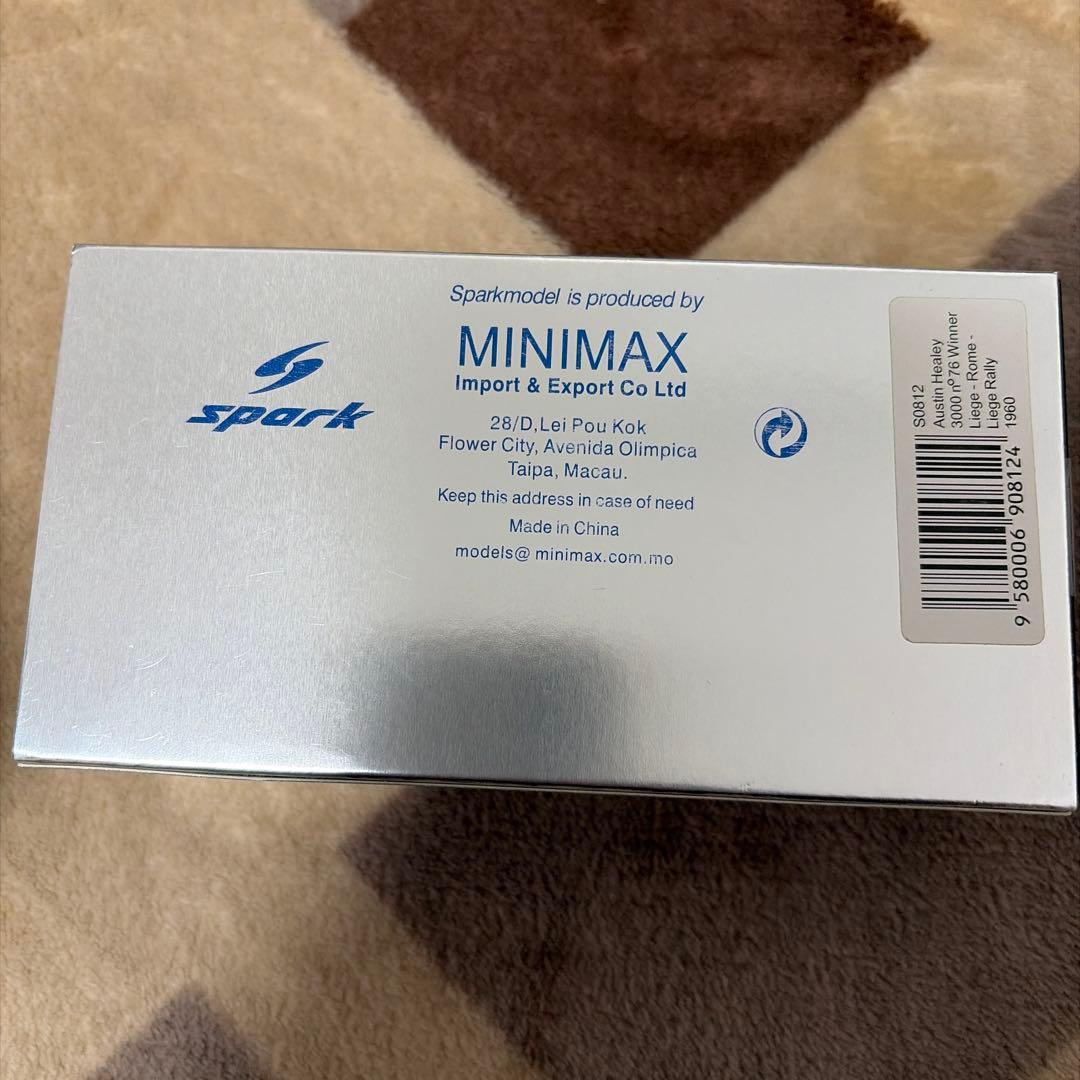 Sparkmodel is produced by
MINIMAX
Import & Export Co Ltd
28/D,Lei Pou Kok
Flower City, Avenida Olimpica
Taipa, Macau.
Keep this address in case of need
Made in China
models@ minimax.com.mo
spark
S0812
Austin Healey
3000 nº76 Winner
Liege - Rome -
Liege Rally
1960
9 580006 908124